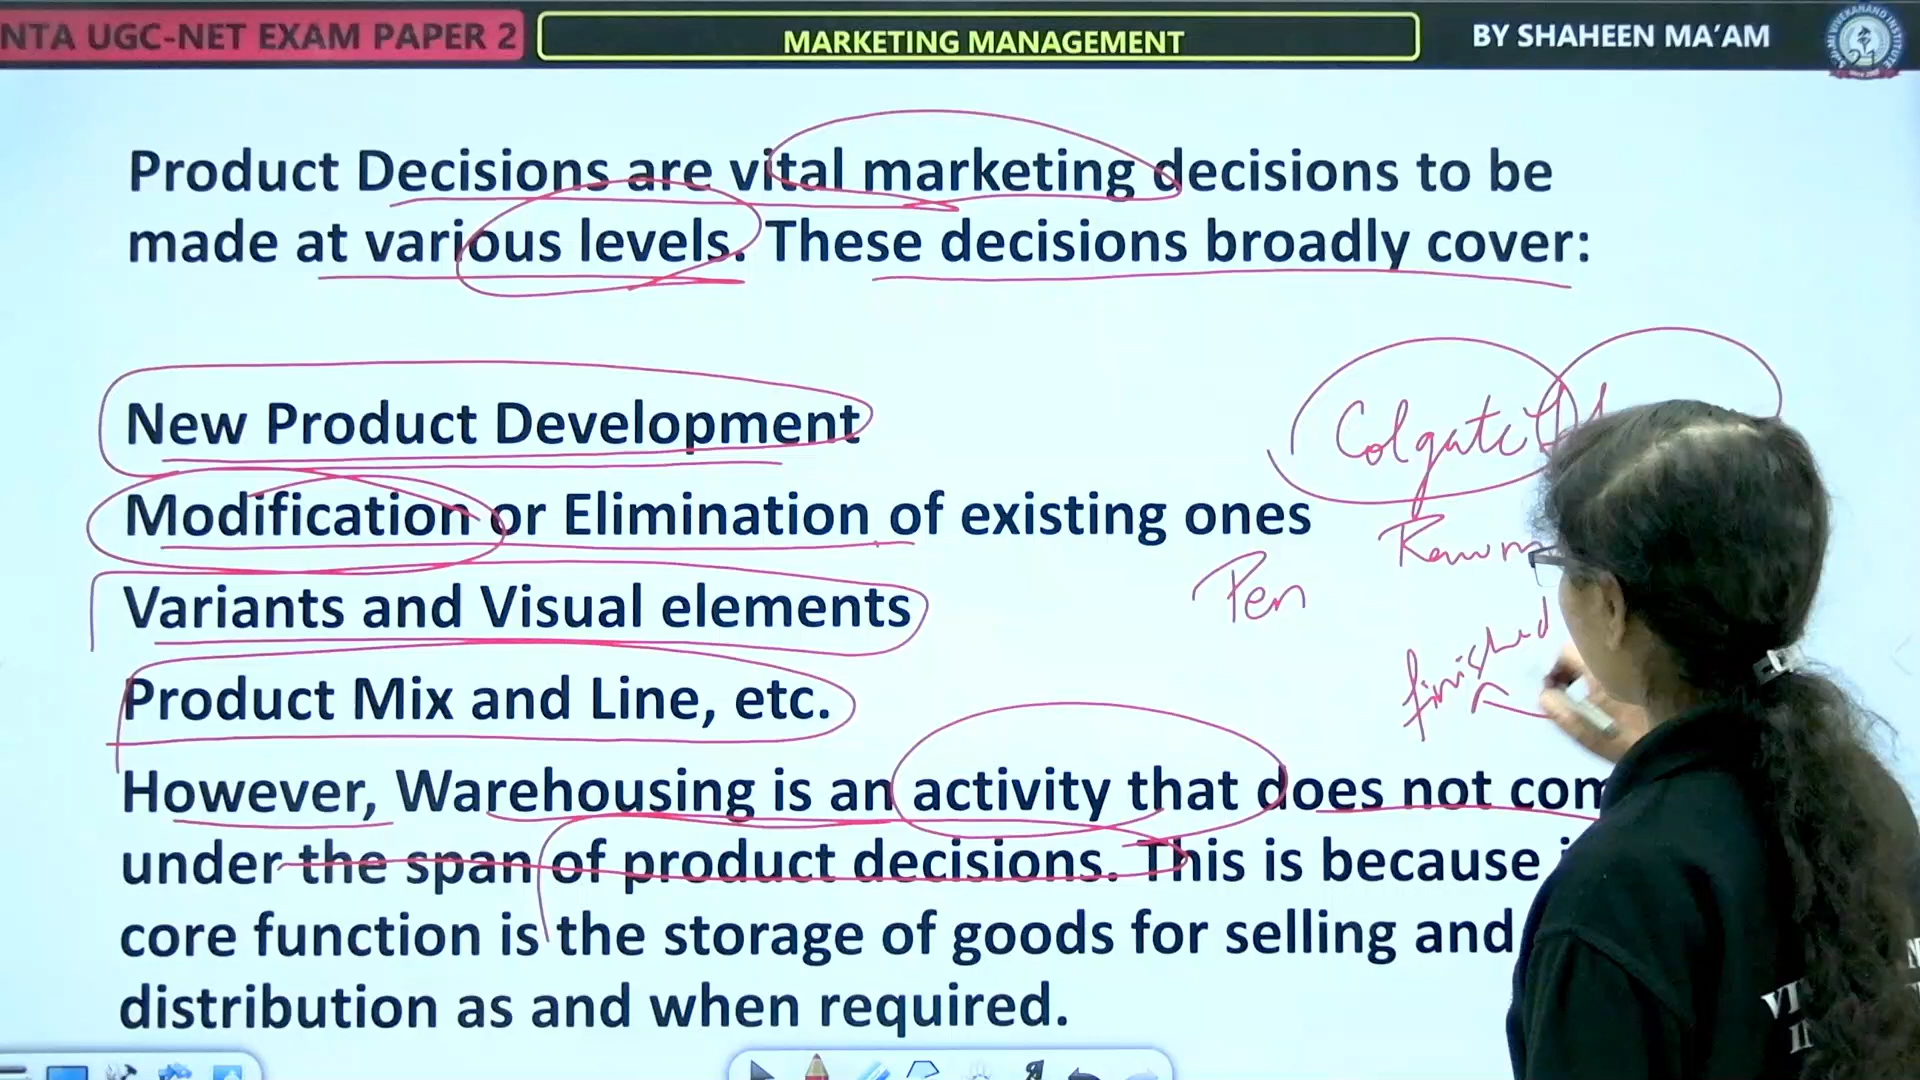 NTA UGC-NET EXAM PAPER 2
MARKETING MANAGEMENT
BY SHAHEEN MA'AM
Product Decisions are vital marketing decisions to be
made at various levels. These decisions broadly cover:
New Product Development
Colgate
Modification or Elimination of existing ones
Pen
Variants and Visual elements
finished
Product Mix and Line, etc.
However, Warehousing is an activity that does not
under the span of product decisions. This is because
core function is the storage of goods for selling and
distribution as and when required.